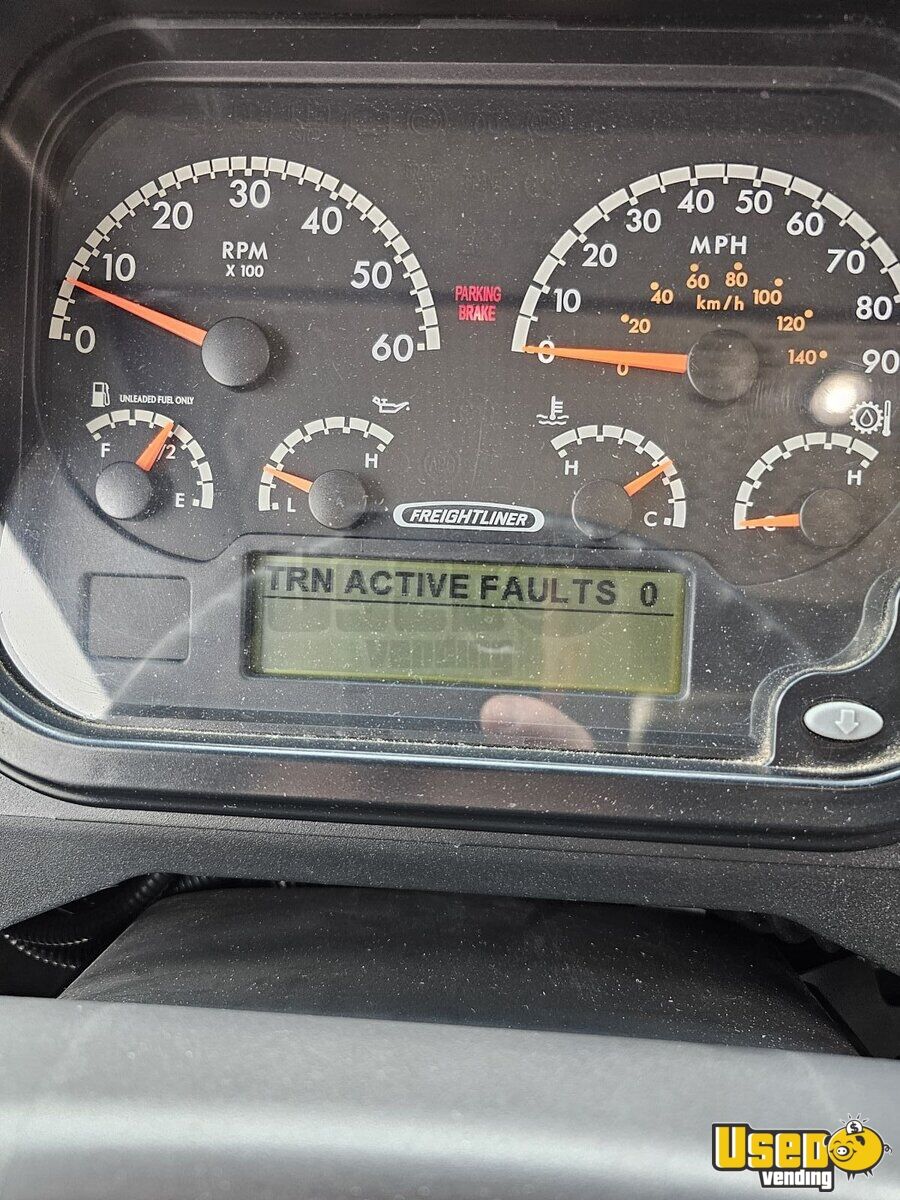 0 10 20 30 40 50 60
RPM
X 100
PARKING
BRAKE
0 10 20 30 40 50 60 70 80 90
MPH
0 20 40 60 80 100 120 140
km/h
UNLEADED FUEL ONLY
F E
L H
FREIGHTLINER
H C
H
TRN ACTIVE FAULTS 0
vending
USED
vending